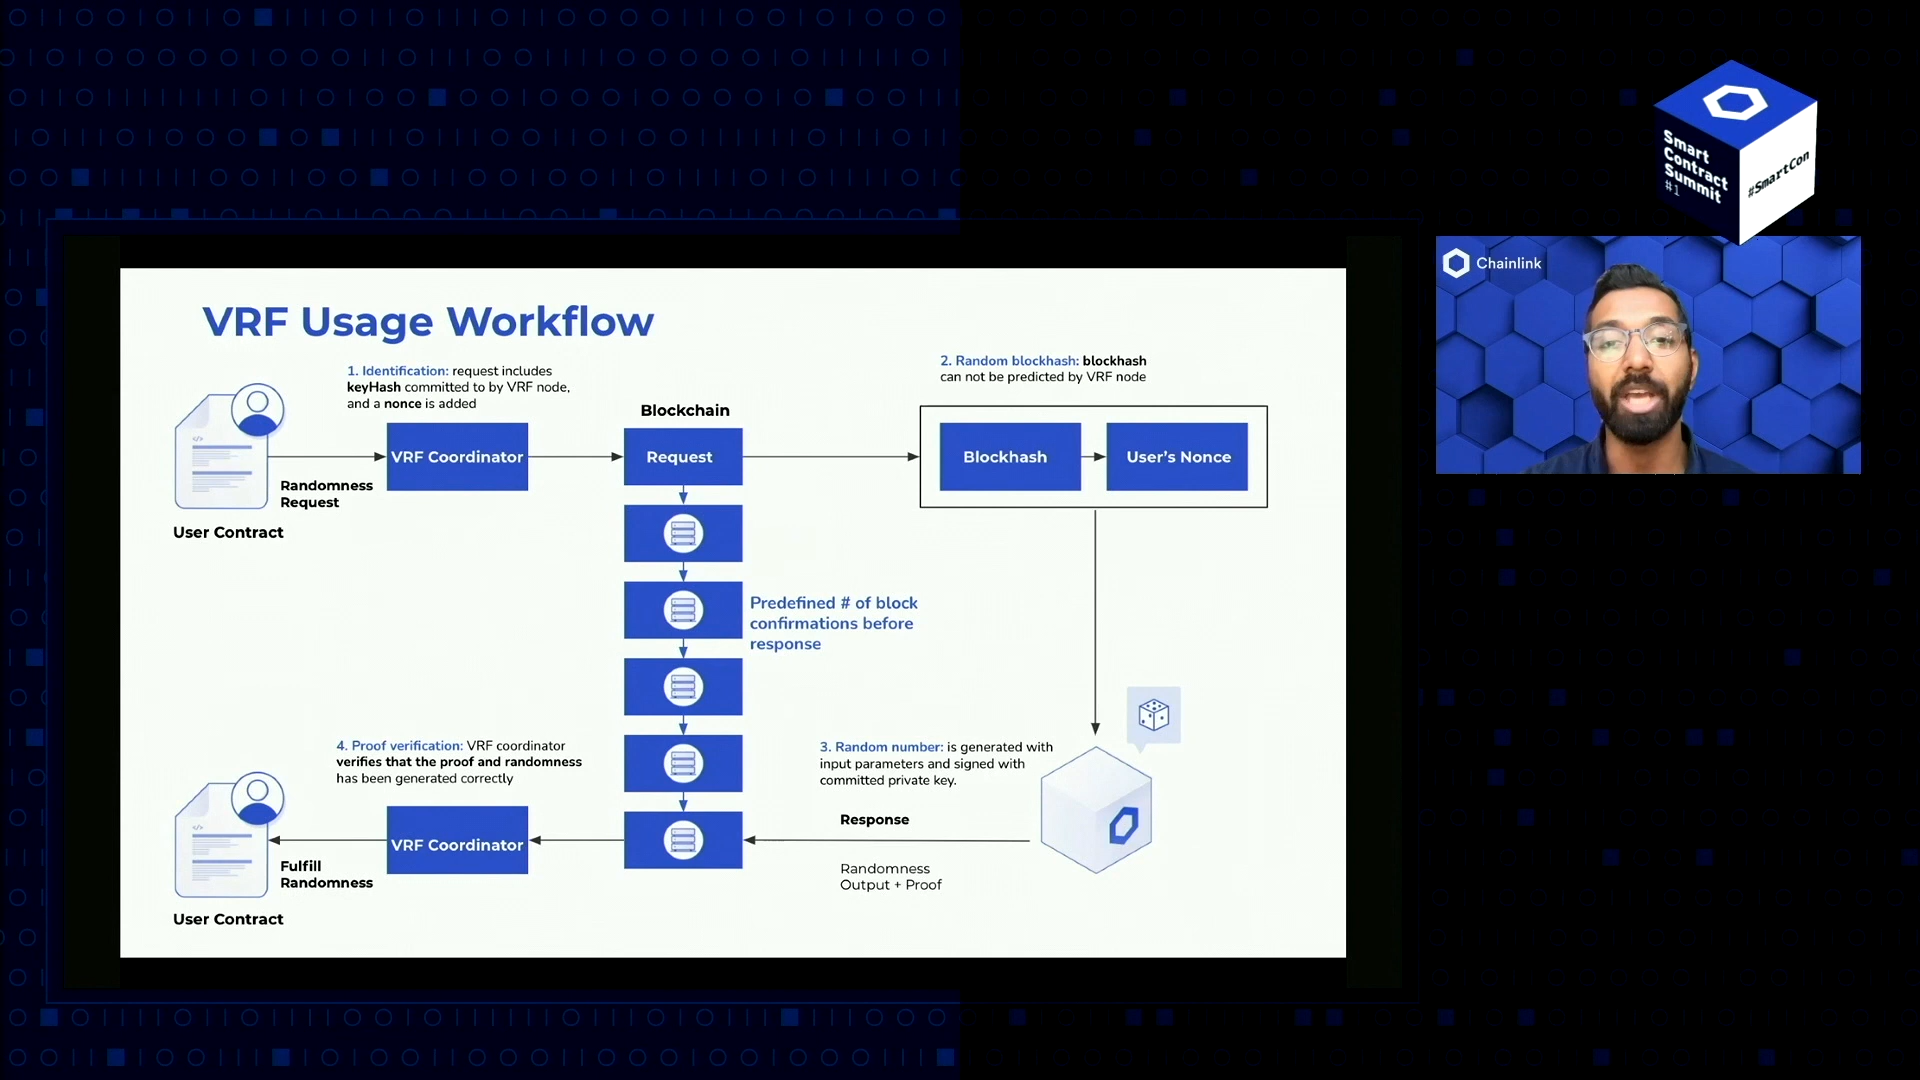 Smart
Contract
Summit
#1
#SmartCon
Chainlink
VRF Usage Workflow
1. Identification: request includes
keyHash committed to by VRF node,
and a nonce is added
2. Random blockhash: blockhash
can not be predicted by VRF node
Blockchain
VRF Coordinator
Request
Blockhash
User's Nonce
Randomness
Request
User Contract
Predefined # of block
confirmations before
response
4. Proof verification: VRF coordinator
verifies that the proof and randomness
has been generated correctly
3. Random number: is generated with
input parameters and signed with
committed private key.
Response
VRF Coordinator
Fulfill
Randomness
Randomness
Output + Proof
User Contract